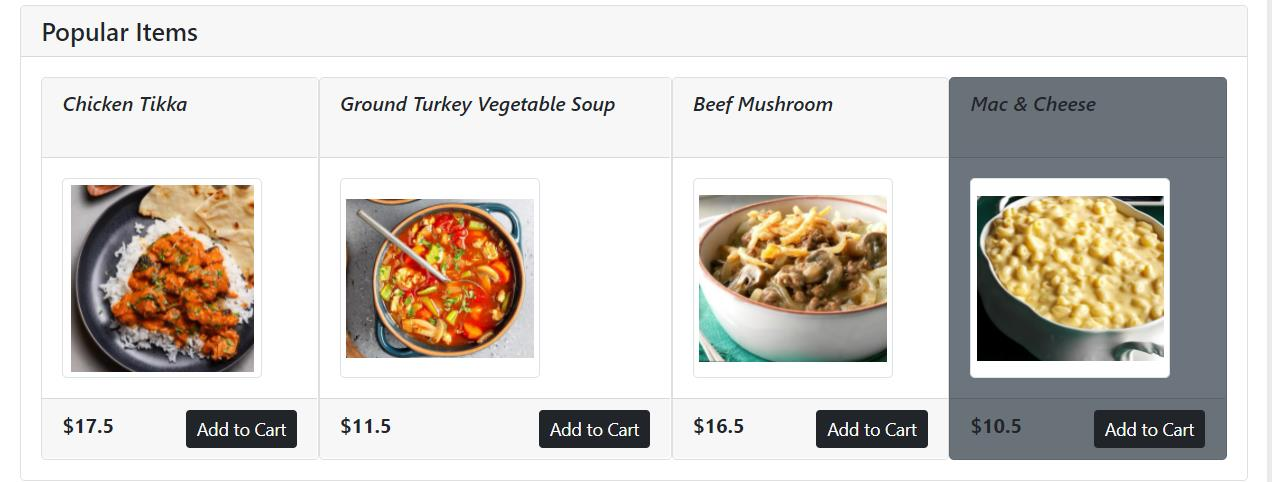 Popular Items
Chicken Tikka
Ground Turkey Vegetable Soup
Beef Mushroom
Mac & Cheese
$17.5
Add to Cart
$11.5
Add to Cart
$16.5
Add to Cart
$10.5
Add to Cart